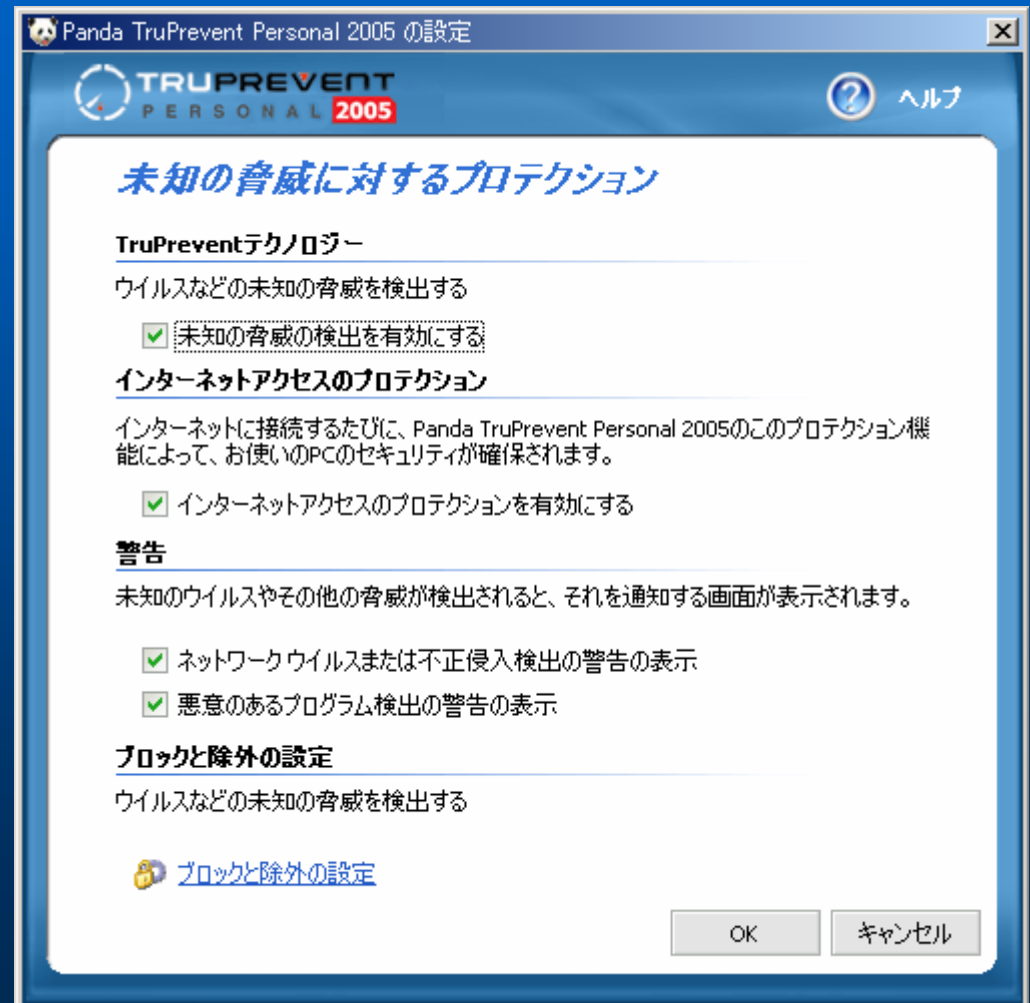 Panda TruPrevent Personal 2005 の設定
TRUPREVENT
PERSONAL 2005
ヘルプ
未知の脅威に対するプロテクション
TruPreventテクノロジー
ウイルスなどの未知の脅威を検出する
未知の脅威の検出を有効にする
インターネットアクセスのプロテクション
インターネットに接続するたびに、Panda TruPrevent Personal 2005のこのプロテクション機
能によって、お使いのPCのセキュリティが確保されます。
インターネットアクセスのプロテクションを有効にする
警告
未知のウイルスやその他の脅威が検出されると、それを通知する画面が表示されます。
ネットワークウイルスまたは不正侵入検出の警告の表示
悪意のあるプログラム検出の警告の表示
ブロックと除外の設定
ウイルスなどの未知の脅威を検出する
ブロックと除外の設定
OK
キャンセル